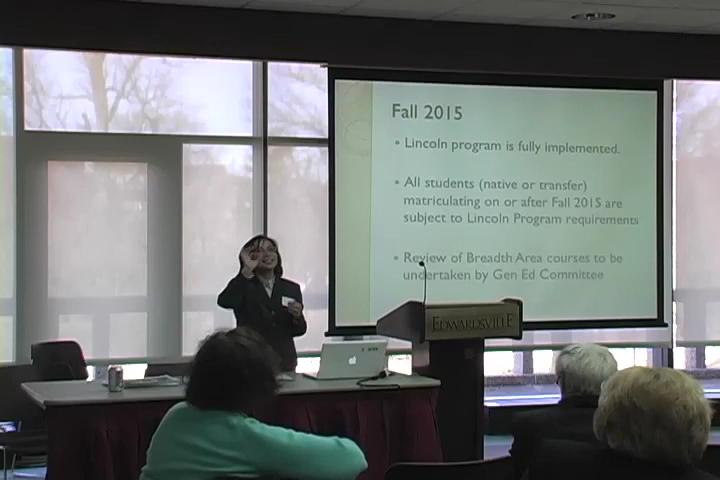 Fall 2015
• Lincoln program is fully implemented.
• All students (native or transfer)
matriculating on or after Fall 2015 are
subject to Lincoln Program requirements
• Review of Breadth Area courses to be
undertaken by Gen Ed Committee
EDWARDSVILLE